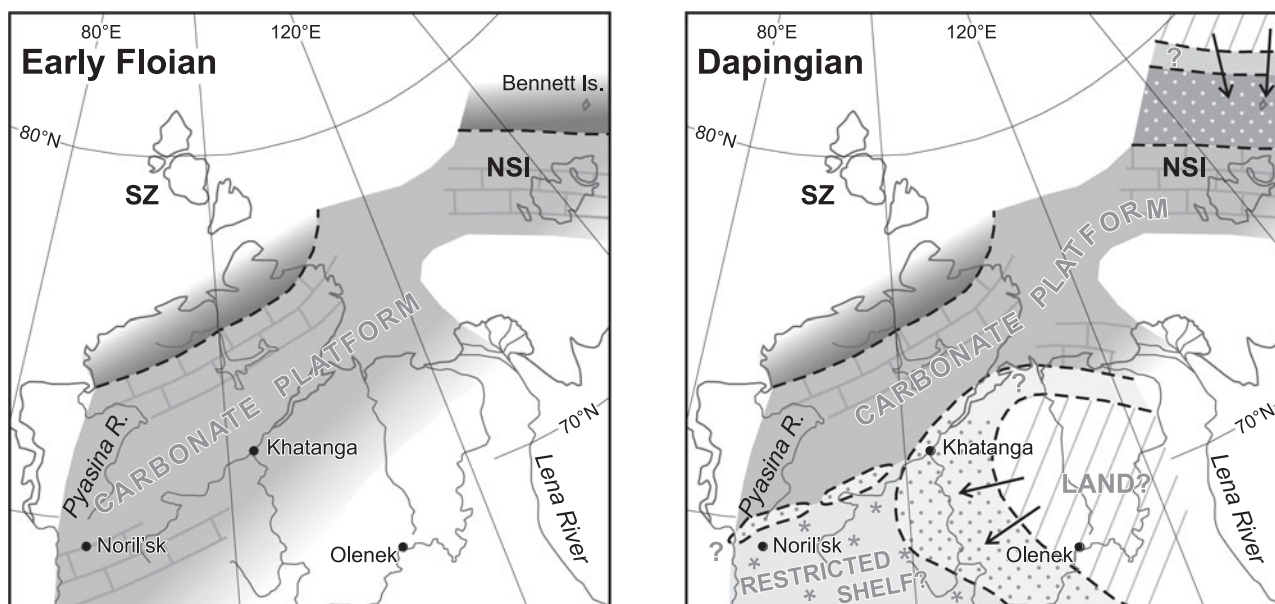 80°E
120°E
Early Floian
Bennett Is.
80°N
NSI
SZ
CARBONATE PLATFORM
Pyasina R.
Khatanga
70°N
Lena River
Noril'sk
Olenek
80°E
120°E
Dapingian
?
80°N
NSI
SZ
CARBONATE PLATFORM
?
Pyasina R.
Khatanga
70°N
LAND?
Lena River
?
Noril'sk
Olenek
RESTRICTED
SHELF?